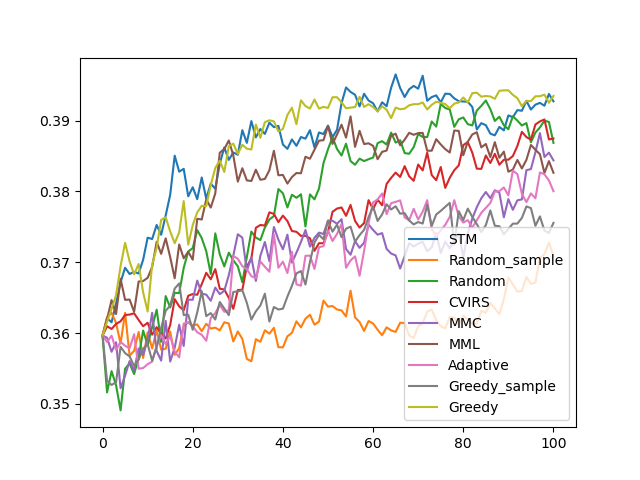 0.39
0.38
0.37
0.36
0.35
0
20
40
60
80
100
STM
Random_sample
Random
CVIRS
MMC
MML
Adaptive
Greedy_sample
Greedy